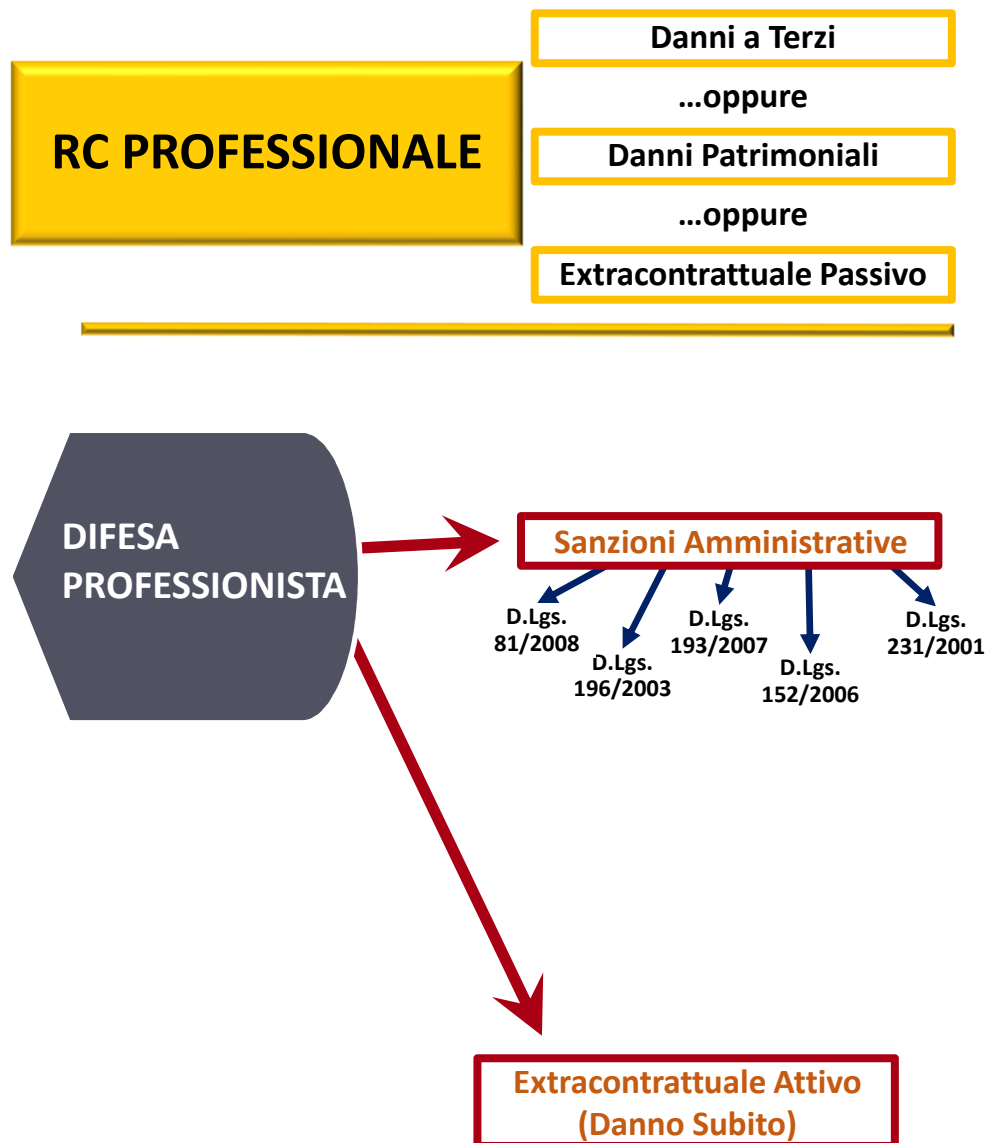 RC PROFESSIONALE
Danni a Terzi
...oppure
Danni Patrimoniali
...oppure
Extracontrattuale Passivo
DIFESA
PROFESSIONISTA
Sanzioni Amministrative
D.Lgs.
81/2008
D.Lgs.
196/2003
D.Lgs.
193/2007
D.Lgs.
152/2006
D.Lgs.
231/2001
Extracontrattuale Attivo
(Danno Subito)